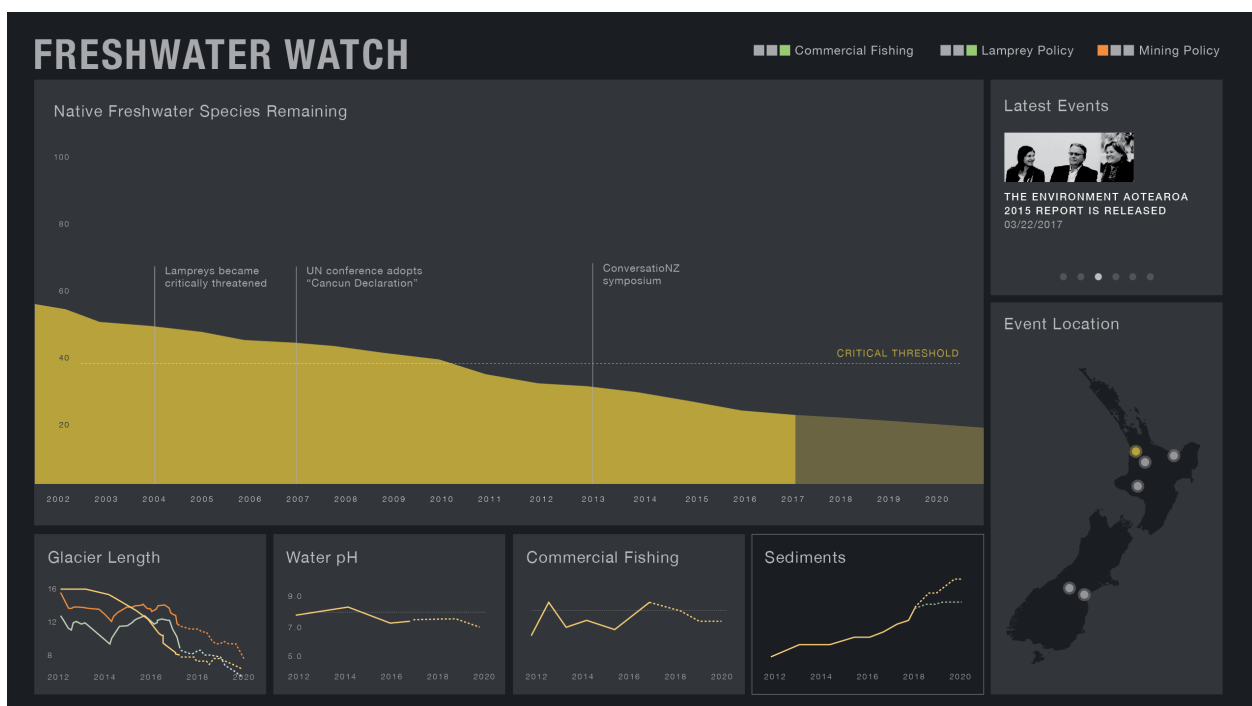 FRESHWATER WATCH
Commercial Fishing
Lamprey Policy
Mining Policy
Native Freshwater Species Remaining
100
80
60
40
20
Lampreys became
critically threatened
UN conference adopts
“Cancun Declaration”
ConversatioNZ
symposium
CRITICAL THRESHOLD
2002 2003 2004 2005 2006 2007 2008 2009 2010 2011 2012 2013 2014 2015 2016 2017 2018 2019 2020
Latest Events
THE ENVIRONMENT AOTEAROA
2015 REPORT IS RELEASED
03/22/2017
Event Location
Glacier Length
16
12
8
2012 2014 2016 2018 2020
Water pH
9.0
7.0
5.0
2012 2014 2016 2018 2020
Commercial Fishing
2012 2014 2016 2018 2020
Sediments
2012 2014 2016 2018 2020